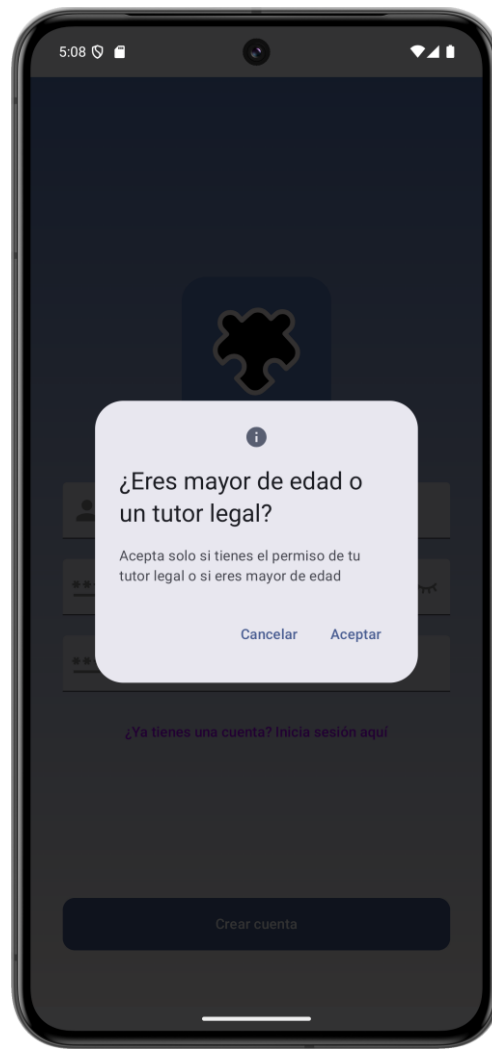 5:08
¿Eres mayor de edad o
un tutor legal?
Acepta solo si tienes el permiso de tu
tutor legal o si eres mayor de edad
Cancelar Aceptar
¿Ya tienes una cuenta? Inicia sesión aquí
Crear cuenta